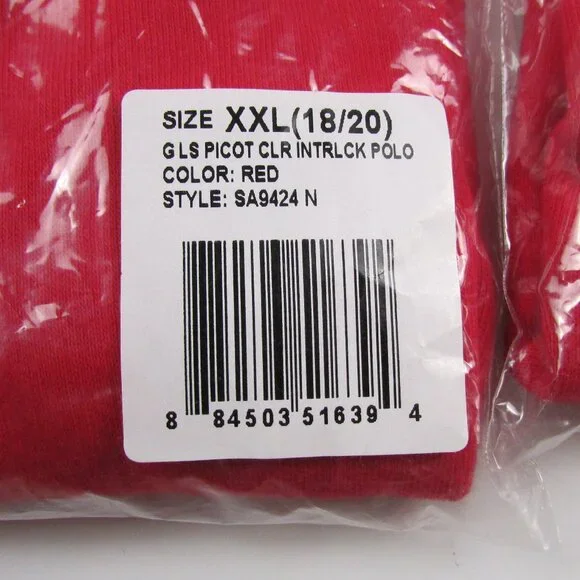 SIZE XXL(18/20)
G LS PICOT CLR INTRLCK POLO
COLOR: RED
STYLE: SA9424 N
8 84503 51639 4